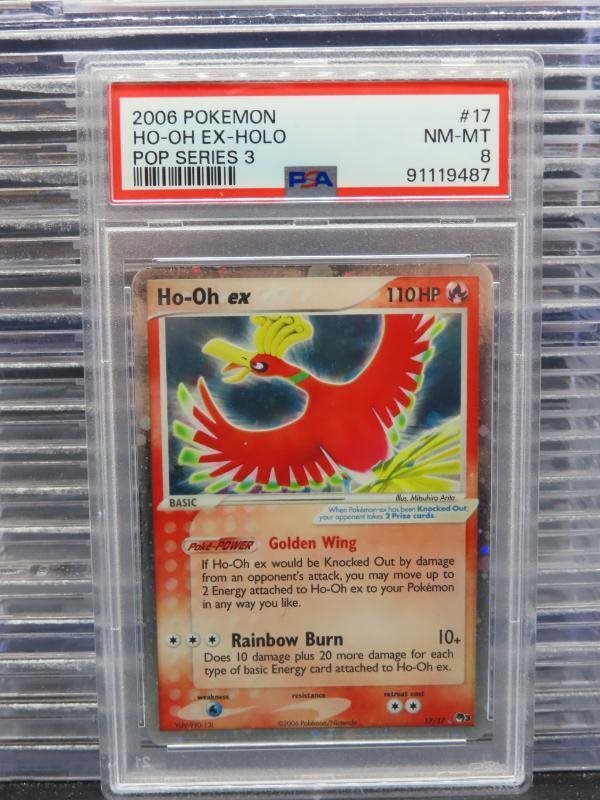 2006 POKEMON #17
HO-OH EX-HOLO NM-MT
POP SERIES 3 8
PSA 91119487
Ho-Oh ex 110 HP
BASIC
Illus. Mitsuhiro Arita
When Pokémon-ex has been Knocked Out,
your opponent takes 2 Prize cards.
Poké-POWER Golden Wing
If Ho-Oh ex would be Knocked Out by damage
from an opponent's attack, you may move up to
2 Energy attached to Ho-Oh ex to your Pokémon
in any way you like.
Rainbow Burn 10+
Does 10 damage plus 20 more damage for each
type of basic Energy card attached to Ho-Oh ex.
weakness resistance retreat cost
©2006 Pokémon/Nintendo 17/17